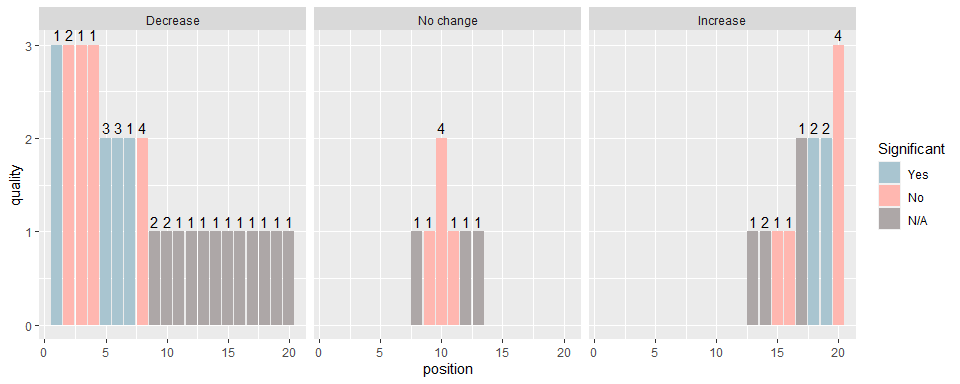 Decrease No change Increase
3 1 2 1 1 4
2 3 3 1 4 4 1 2 2
1 2 2 1 1 1 1 1 1 1 1 1 1 1 1 1 1 1 1 1 2 1 1
0
quality
0 5 10 15 20 0 5 10 15 20 0 5 10 15 20
position
Significant
Yes
No
N/A